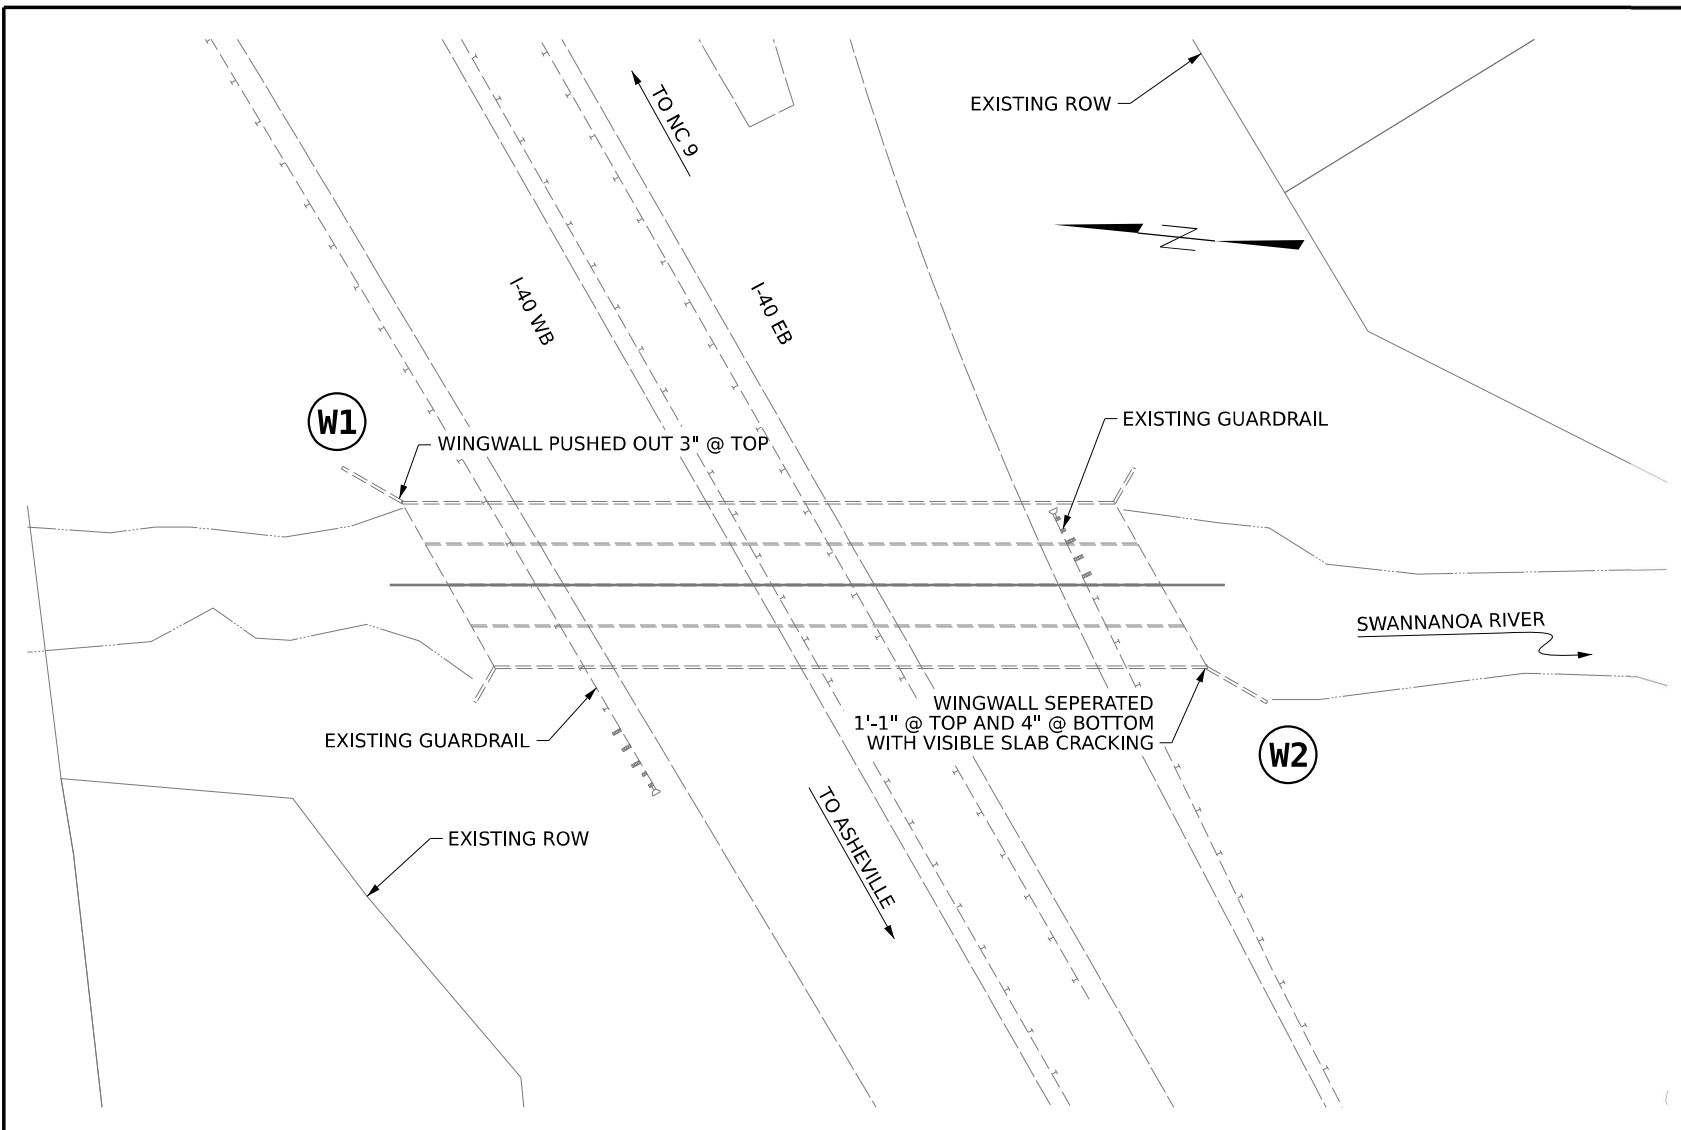 TO NC 9
EXISTING ROW
I-40 WB
I-40 EB
W1
WINGWALL PUSHED OUT 3" @ TOP
EXISTING GUARDRAIL
SWANNANOA RIVER
WINGWALL SEPERATED
1'-1" @ TOP AND 4" @ BOTTOM
WITH VISIBLE SLAB CRACKING
W2
EXISTING GUARDRAIL
TO ASHEVILLE
EXISTING ROW